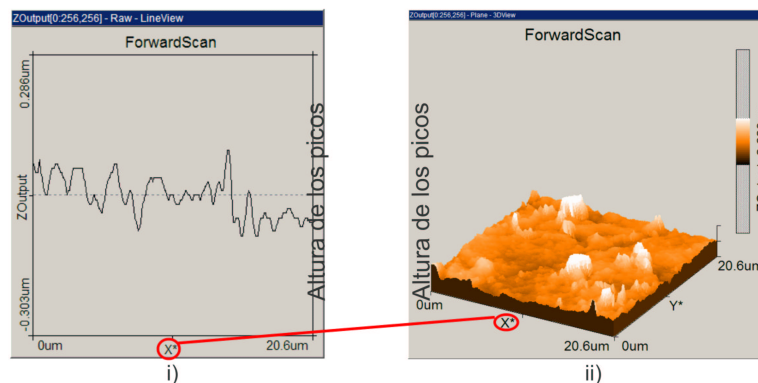 ZOutput[0:256,256] - Raw - LineView
ForwardScan
0.286um
ZOutput
-0.303um
0um
X*
20.6um
Altura de los picos
i)
ZOutput[0:256,256] - Plane - 3DView
ForwardScan
Altura de los picos
0um
X*
20.6um
0um
Y*
20.6um
ii)